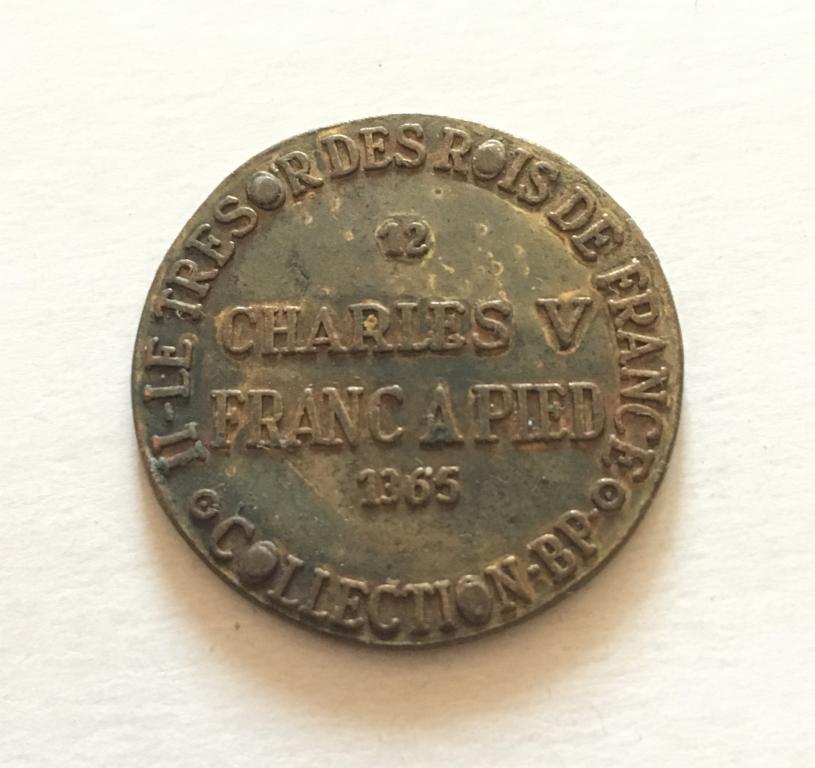 II-LE TRESOR DES ROIS DE FRANCE
12
CHARLES V
FRANC A PIED
1365
COLLECTION-BP